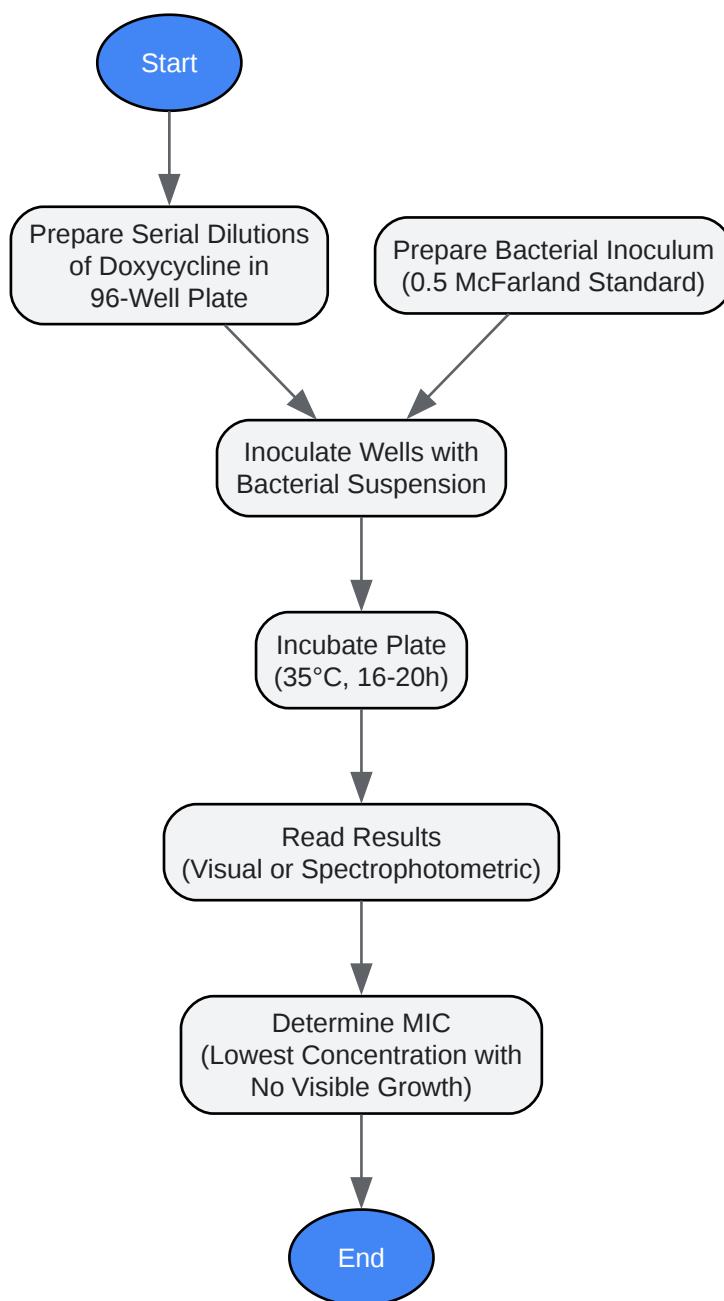 Start
Prepare Serial Dilutions
of Doxycycline in
96-Well Plate
Prepare Bacterial Inoculum
(0.5 McFarland Standard)
Inoculate Wells with
Bacterial Suspension
Incubate Plate
(35°C, 16-20h)
Read Results
(Visual or Spectrophotometric)
Determine MIC
(Lowest Concentration with
No Visible Growth)
End